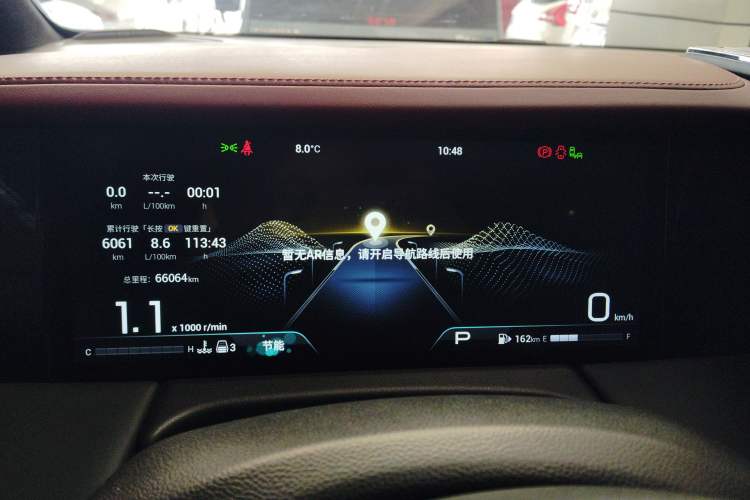 8.0°C
10:48
本次行驶
0.0 --.- 00:01
km L/100km h
累计行驶「长按 OK 键重置」
6061 8.6 113:43
km L/100km h
总里程: 66064km
暂无AR信息，请开启导航路线后使用
1.1 x 1000 r/min
0 km/h
C H 3 节能
P 162km E F